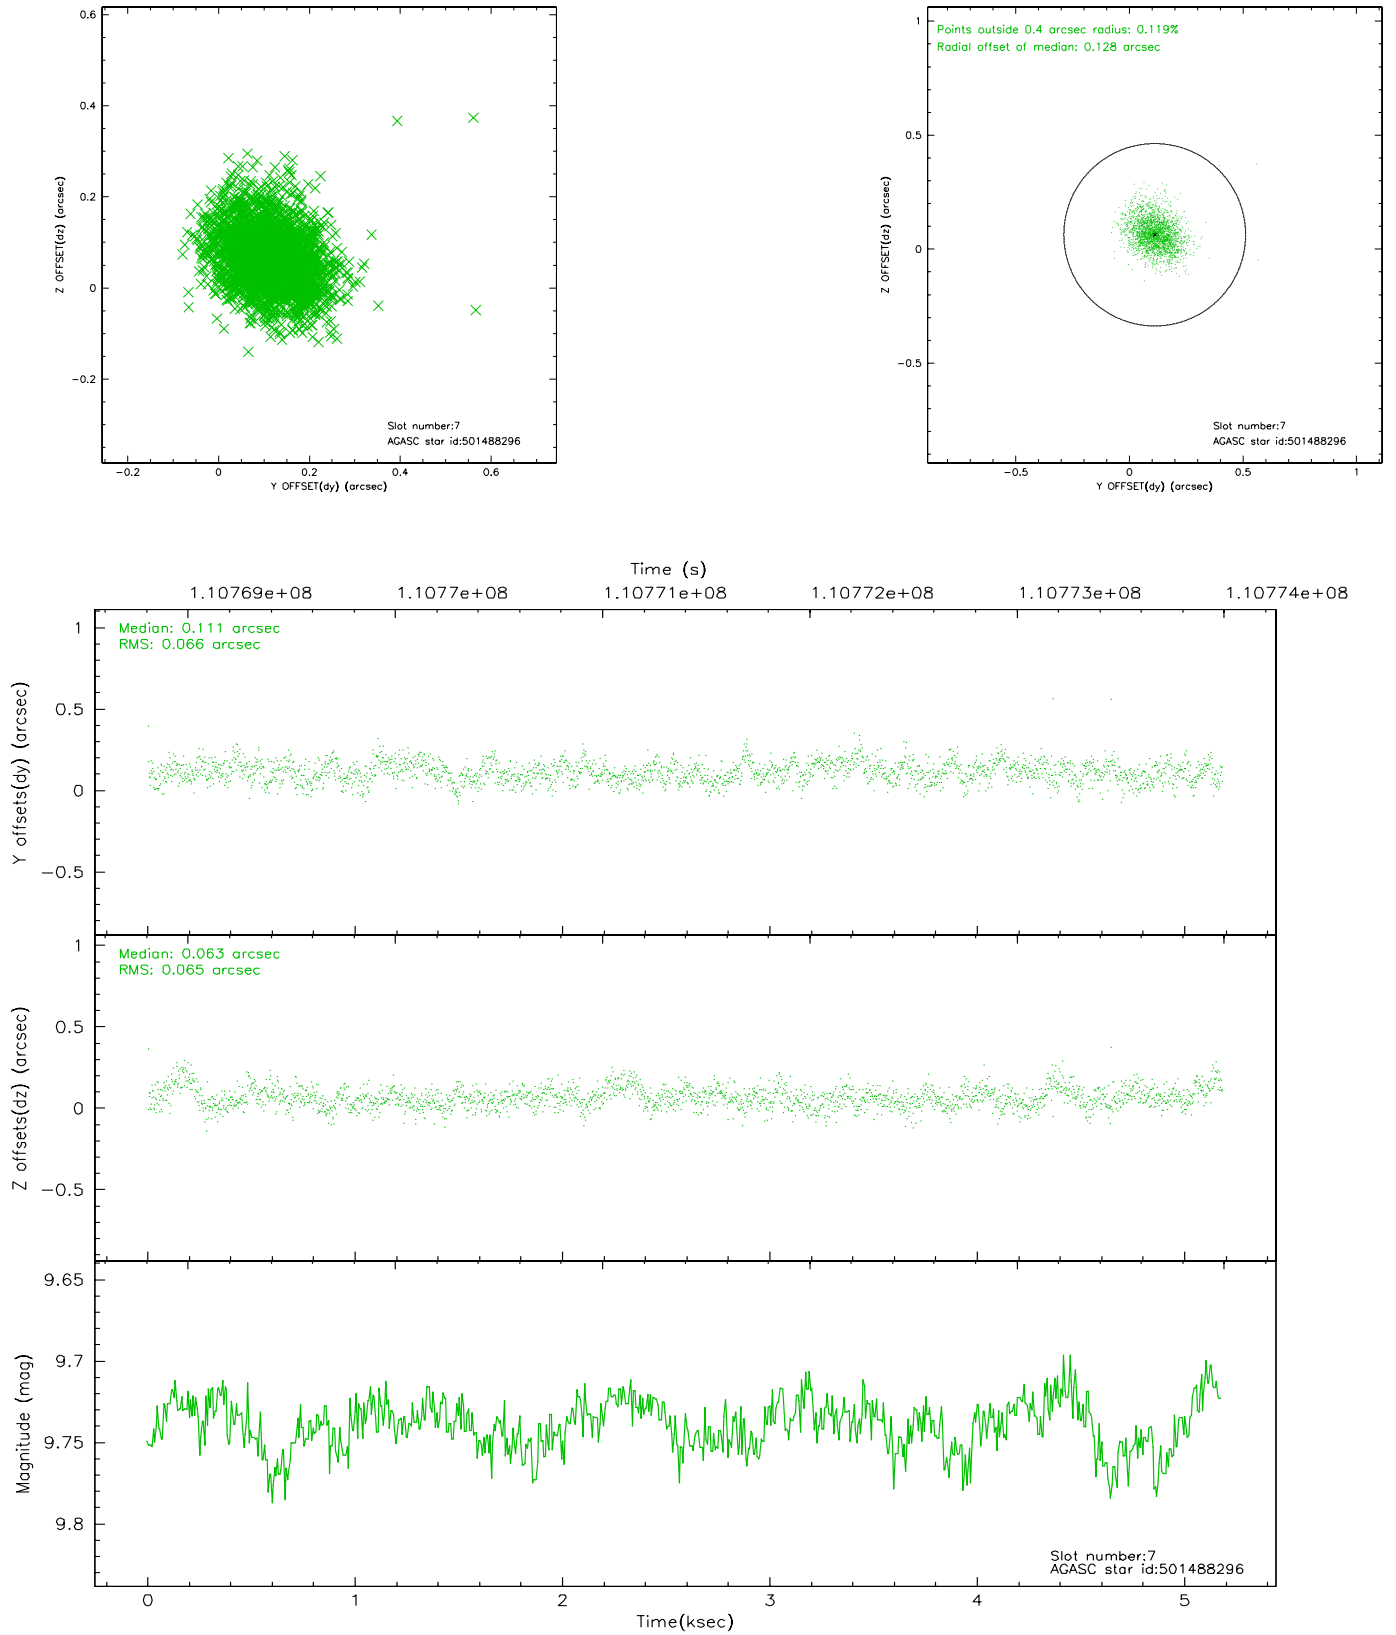 0.6
0.4
0.2
0
−0.2
Z OFFSET(dz) (arcsec)
Slot number:7
AGASC star id:501488296
−0.2 0 0.2 0.4 0.6
Y OFFSET(dy) (arcsec)
Points outside 0.4 arcsec radius: 0.119%
Radial offset of median: 0.128 arcsec
1
0.5
0
−0.5
Z OFFSET(dz) (arcsec)
Slot number:7
AGASC star id:501488296
−0.5 0 0.5 1
Y OFFSET(dy) (arcsec)
Time (s)
1.10769e+08 1.1077e+08 1.10771e+08 1.10772e+08 1.10773e+08 1.10774e+08
Median: 0.111 arcsec
RMS: 0.066 arcsec
1
0.5
0
−0.5
Y offsets(dy) (arcsec)
Median: 0.063 arcsec
RMS: 0.065 arcsec
1
0.5
0
−0.5
Z offsets(dz) (arcsec)
9.65
9.7
9.75
9.8
Magnitude (mag)
Slot number:7
AGASC star id:501488296
0 1 2 3 4 5
Time(ksec)